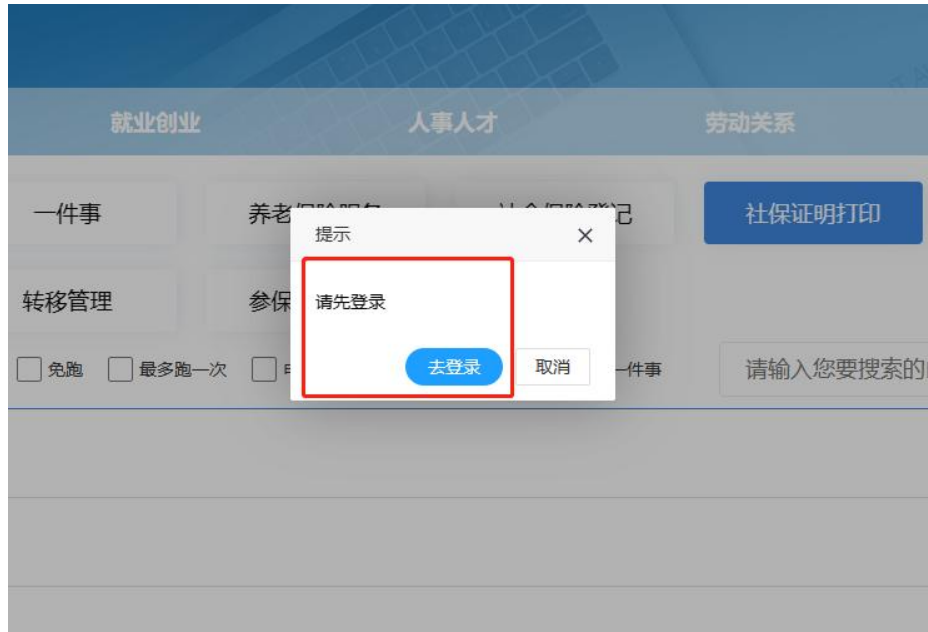 就业创业 人事人才 劳动关系
一件事 养老 登记 社保证明打印
提示
转移管理 参保 请先登录
免跑 最多跑一次 去登录 取消 一件事 请输入您要搜索的